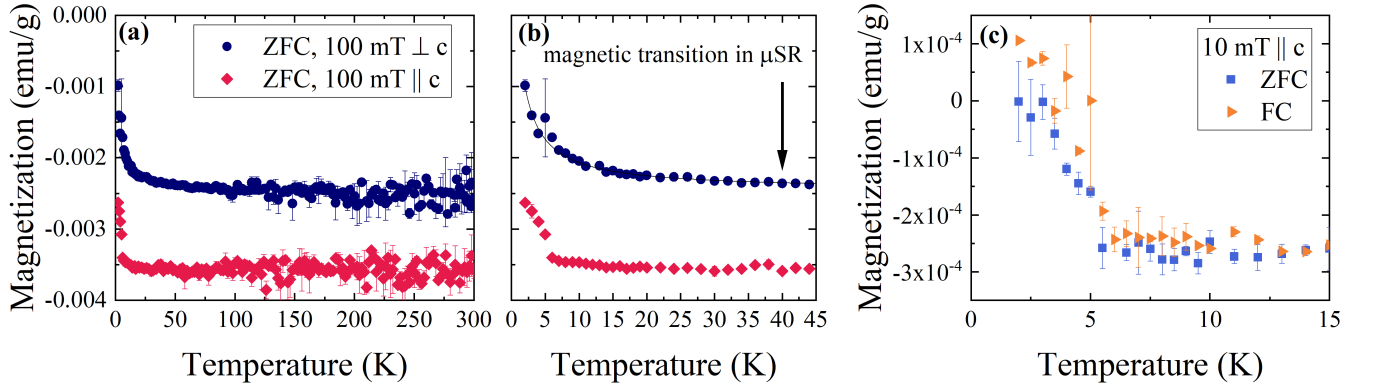 (a)
ZFC, 100 mT ⊥ c
ZFC, 100 mT || c
0.000
-0.001
-0.002
-0.003
-0.004
Magnetization (emu/g)
0 50 100 150 200 250 300
Temperature (K)
(b)
magnetic transition in μSR
0 5 10 15 20 25 30 35 40 45
Temperature (K)
(c)
10 mT || c
ZFC
FC
1x10⁻⁴
0
-1x10⁻⁴
-2x10⁻⁴
-3x10⁻⁴
Magnetization (emu/g)
0 5 10 15
Temperature (K)